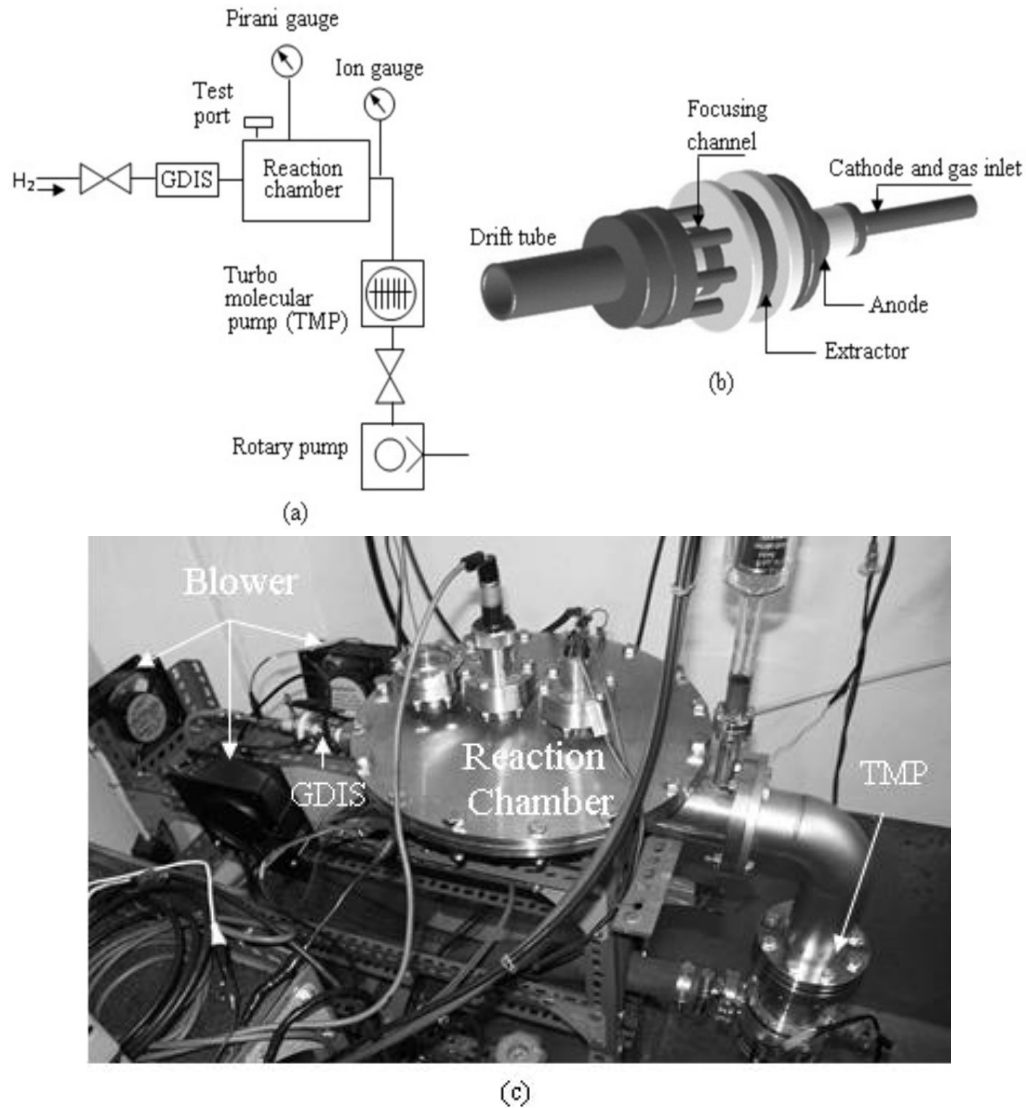 Pirani gauge
Ion gauge
Test
port
H₂
GDIS
Reaction
chamber
Turbo
molecular
pump (TMP)
Rotary pump
(a)
Focusing
channel
Cathode and gas inlet
Drift tube
Anode
Extractor
(b)
Blower
GDIS
Reaction
Chamber
TMP
(c)